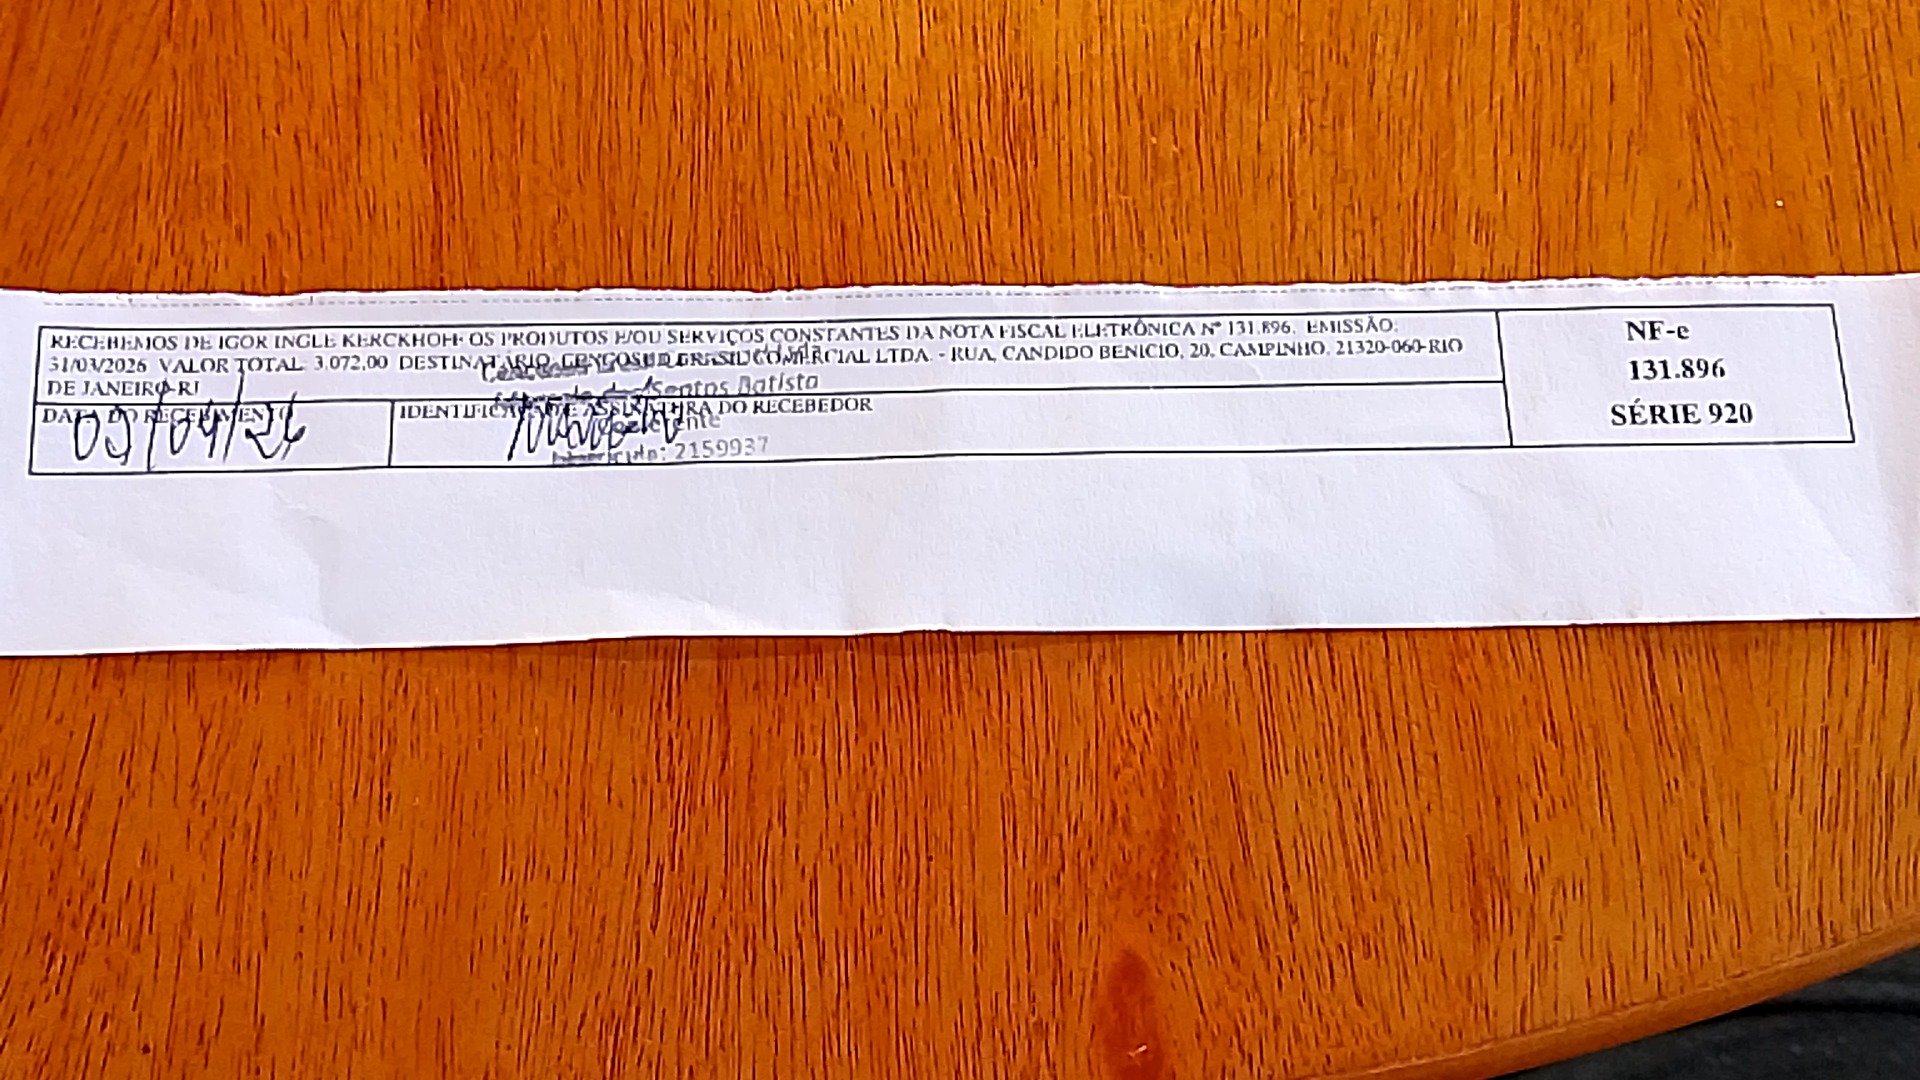 RECEBEMOS DE IGOR INGLE KERCKHOFF OS PRODUTOS E/OU SERVIÇOS CONSTANTES DA NOTA FISCAL ELETRÔNICA Nº 131.896, EMISSÃO:
31/03/2026 VALOR TOTAL: 3.072,00 DESTINATÁRIO: CENCOSUD BRASIL COMERCIAL LTDA. - RUA, CANDIDO BENICIO, 20, CAMPINHO, 21320-060-RIO
DE JANEIRO-RJ
Santos Batista
DATA DO RECEBIMENTO
09/04/26
IDENTIFICAÇÃO E ASSINATURA DO RECEBEDOR
2159937
NF-e
131.896
SÉRIE 920